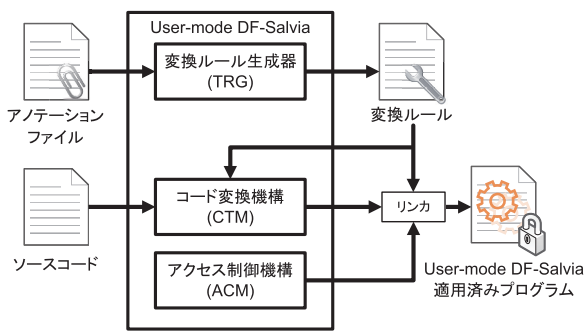 User-mode DF-Salvia
変換ルール生成器
(TRG)
アノテーション
ファイル
変換ルール
コード変換機構
(CTM)
リンカ
ソースコード
アクセス制御機構
(ACM)
User-mode DF-Salvia
適用済みプログラム